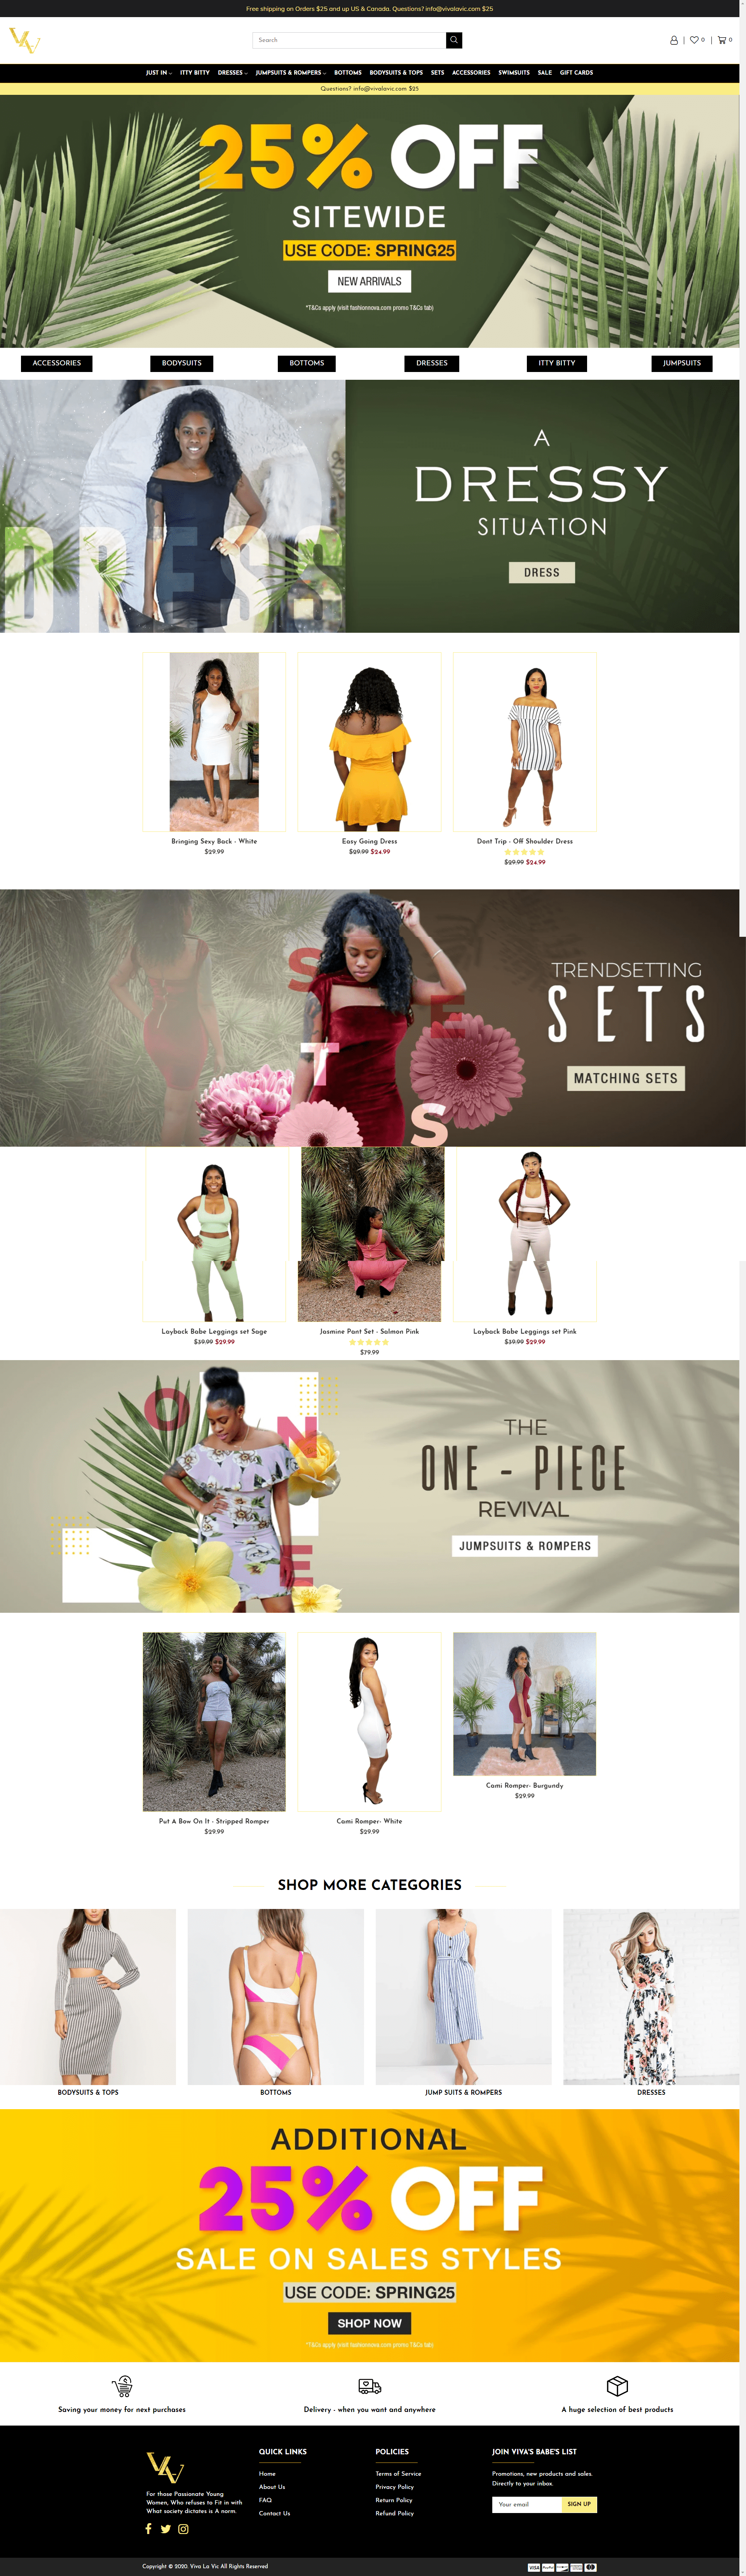 Free shipping on Orders $25 and up US & Canada. Questions? info@vivalavic.com $25
Search
0
0
JUST IN ITTY BITTY DRESSES JUMPSUITS & ROMPERS BOTTOMS BODYSUITS & TOPS SETS ACCESSORIES SWIMSUITS SALE GIFT CARDS
Questions? info@vivalavic.com $25
25% OFF
SITEWIDE
USE CODE: SPRING25
NEW ARRIVALS
*T&Cs apply (visit fashionnova.com promo T&Cs tab)
ACCESSORIES BODYSUITS BOTTOMS DRESSES ITTY BITTY JUMPSUITS
DRESS
A
DRESSY
SITUATION
DRESS
Bringing Sexy Back - White
$29.99
Easy Going Dress
$29.99 $24.99
Dont Trip - Off Shoulder Dress
$29.99 $24.99
SETS
TRENDSETTING
SETS
MATCHING SETS
Layback Babe Leggings set Sage
$39.99 $29.99
Jasmine Pant Set - Salmon Pink
$79.99
Layback Babe Leggings set Pink
$39.99 $29.99
ONE
THE
ONE - PIECE
REVIVAL
JUMPSUITS & ROMPERS
Put A Bow On It - Stripped Romper
$29.99
Cami Romper- White
$29.99
Cami Romper- Burgundy
$29.99
SHOP MORE CATEGORIES
BODYSUITS & TOPS
BOTTOMS
JUMP SUITS & ROMPERS
DRESSES
ADDITIONAL
25% OFF
SALE ON SALES STYLES
USE CODE: SPRING25
SHOP NOW
*T&Cs apply (visit fashionnova.com promo T&Cs tab)
Saving your money for next purchases
Delivery - when you want and anywhere
A huge selection of best products
For those Passionate Young
Women, Who refuses to Fit in with
What society dictates is A norm.
QUICK LINKS
Home
About Us
FAQ
Contact Us
POLICIES
Terms of Service
Privacy Policy
Return Policy
Refund Policy
JOIN VIVA'S BABE'S LIST
Promotions, new products and sales.
Directly to your inbox.
Your email
SIGN UP
Copyright © 2020. Viva La Vic All Rights Reserved
VISA